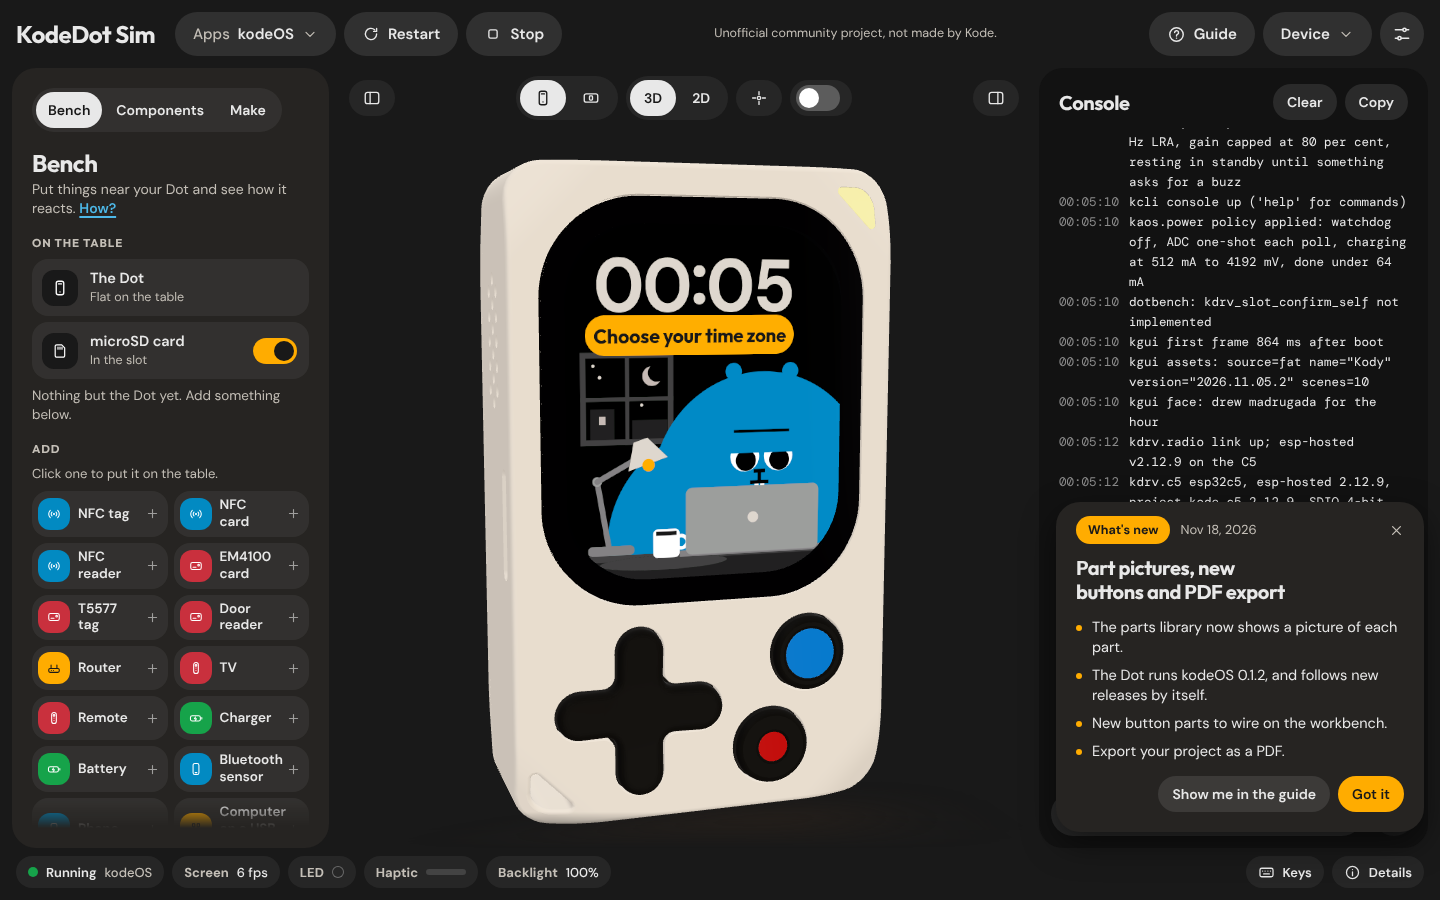 KodeDot Sim
Apps kodeOS
Restart
Stop
Unofficial community project, not made by Kode.
Guide
Device
Bench
Components
Make
Bench
Put things near your Dot and see how it
reacts. How?
ON THE TABLE
The Dot
Flat on the table
microSD card
In the slot
Nothing but the Dot yet. Add something
below.
ADD
Click one to put it on the table.
NFC tag
NFC
card
NFC
reader
EM4100
card
T5577
tag
Door
reader
Router
TV
Remote
Charger
Battery
Bluetooth
sensor
Computer
3D
2D
00:05
Choose your time zone
Console
Clear
Copy
Hz LRA, gain capped at 80 per cent,
resting in standby until something
asks for a buzz
00:05:10 kcli console up ('help' for commands)
00:05:10 kaos.power policy applied: watchdog
off, ADC one-shot each poll, charging
at 512 mA to 4192 mV, done under 64
mA
00:05:10 dotbench: kdrv_slot_confirm_self not
implemented
00:05:10 kgui first frame 864 ms after boot
00:05:10 kgui assets: source=fat name="Kody"
version="2026.11.05.2" scenes=10
00:05:10 kgui face: drew madrugada for the
hour
00:05:12 kdrv.radio link up; esp-hosted
v2.12.9 on the C5
00:05:12 kdrv.c5 esp32c5, esp-hosted 2.12.9,
What's new
Nov 18, 2026
Part pictures, new
buttons and PDF export
The parts library now shows a picture of each
part.
The Dot runs kodeOS 0.1.2, and follows new
releases by itself.
New button parts to wire on the workbench.
Export your project as a PDF.
Show me in the guide
Got it
Running kodeOS
Screen 6 fps
LED
Haptic
Backlight 100%
Keys
Details